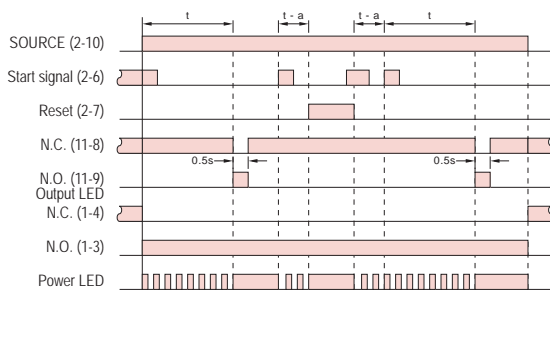 t
t - a
t - a
t
SOURCE (2-10)
Start signal (2-6)
Reset (2-7)
N.C. (11-8)
0.5s
0.5s
N.O. (11-9)
Output LED
N.C. (1-4)
N.O. (1-3)
Power LED